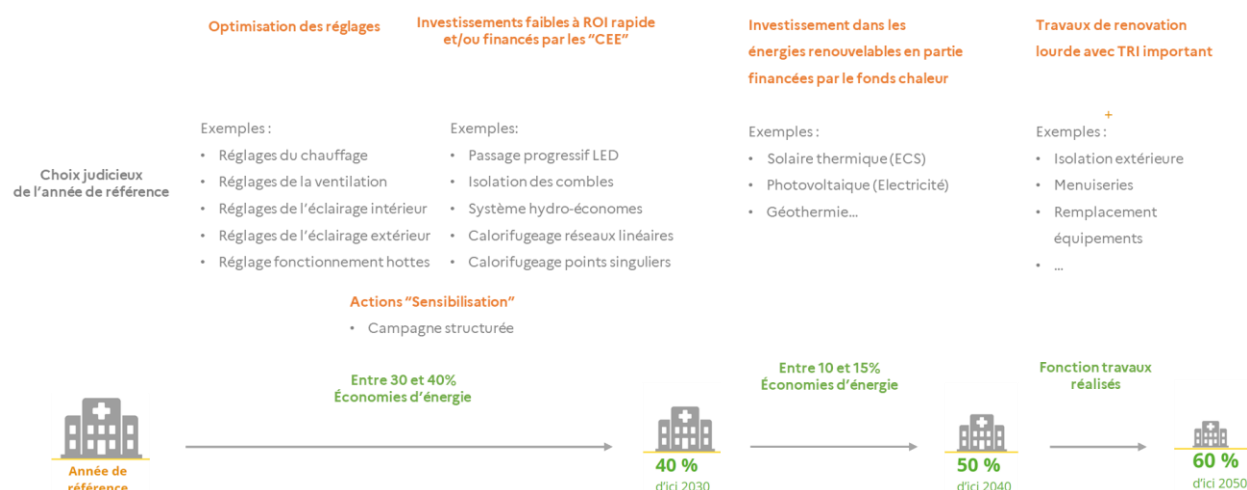 Optimisation des réglages
Investissements faibles à ROI rapide
et/ou financés par les "CEE"
Investissement dans les
énergies renouvelables en partie
financées par le fonds chaleur
Travaux de renovation
lourde avec TRI important
+
Choix judicieux
de l'année de référence
Exemples :
• Réglages du chauffage
• Réglages de la ventilation
• Réglages de l'éclairage intérieur
• Réglages de l'éclairage extérieur
• Réglage fonctionnement hottes
Exemples:
• Passage progressif LED
• Isolation des combles
• Système hydro-économes
• Calorifugeage réseaux linéaires
• Calorifugeage points singuliers
Exemples :
• Solaire thermique (ECS)
• Photovoltaique (Electricité)
• Géothermie...
Exemples :
• Isolation extérieure
• Menuiseries
• Remplacement
équipements
• ...
Actions "Sensibilisation"
• Campagne structurée
Entre 30 et 40%
Économies d'énergie
Entre 10 et 15%
Économies d'énergie
Fonction travaux
réalisés
Année de
référence
40 %
d'ici 2030
50 %
d'ici 2040
60 %
d'ici 2050